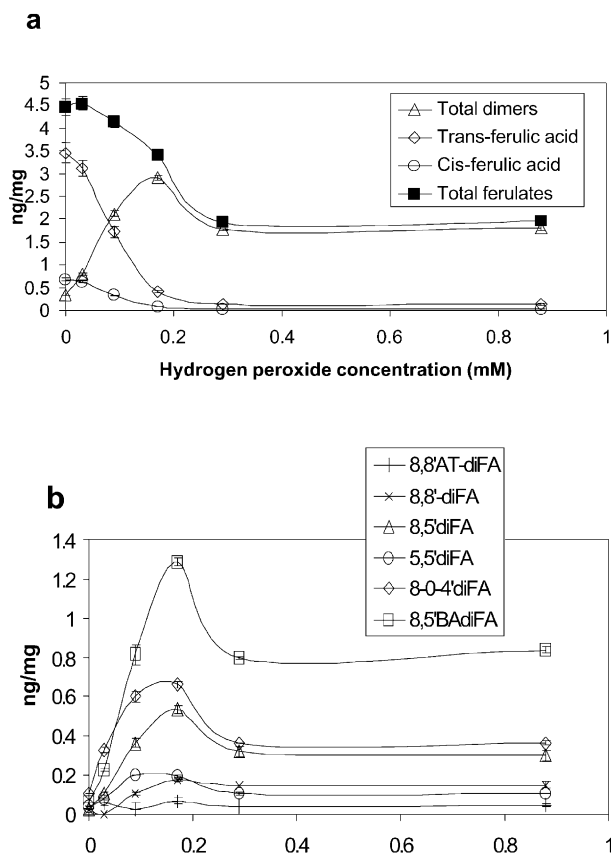 a
5
4.5
4
3.5
3
2.5
2
1.5
1
0.5
0
ng/mg
Total dimers
Trans-ferulic acid
Cis-ferulic acid
Total ferulates
0 0.2 0.4 0.6 0.8 1
Hydrogen peroxide concentration (mM)
b
8,8'AT-diFA
8,8'-diFA
8,5'diFA
5,5'diFA
8-0-4'diFA
8,5'BAdiFA
1.4
1.2
1
0.8
0.6
0.4
0.2
0
ng/mg
0 0.2 0.4 0.6 0.8 1